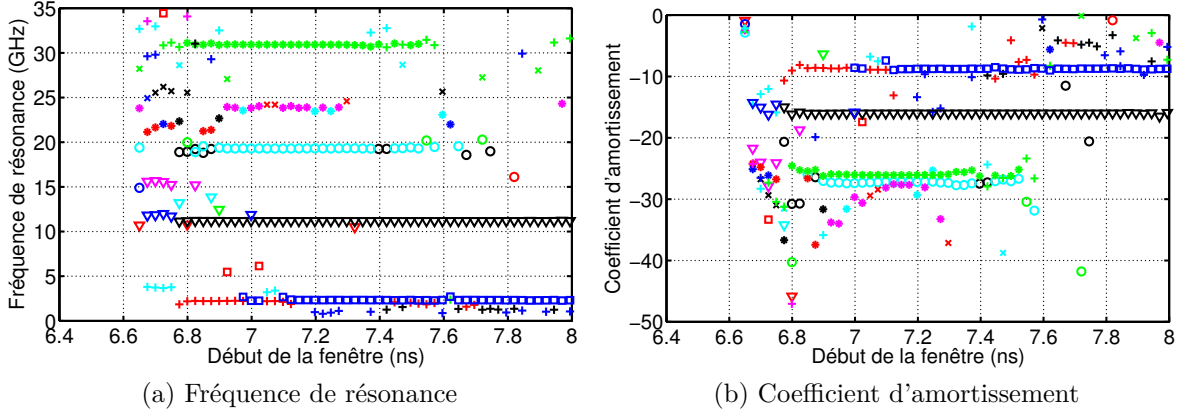 Fréquence de résonance (GHz)
35
30
25
20
15
10
5
0
6.4 6.6 6.8 7 7.2 7.4 7.6 7.8 8
Début de la fenêtre (ns)
(a) Fréquence de résonance
Coefficient d'amortissement
0
−10
−20
−30
−40
−50
6.4 6.6 6.8 7 7.2 7.4 7.6 7.8 8
Début de la fenêtre (ns)
(b) Coefficient d'amortissement